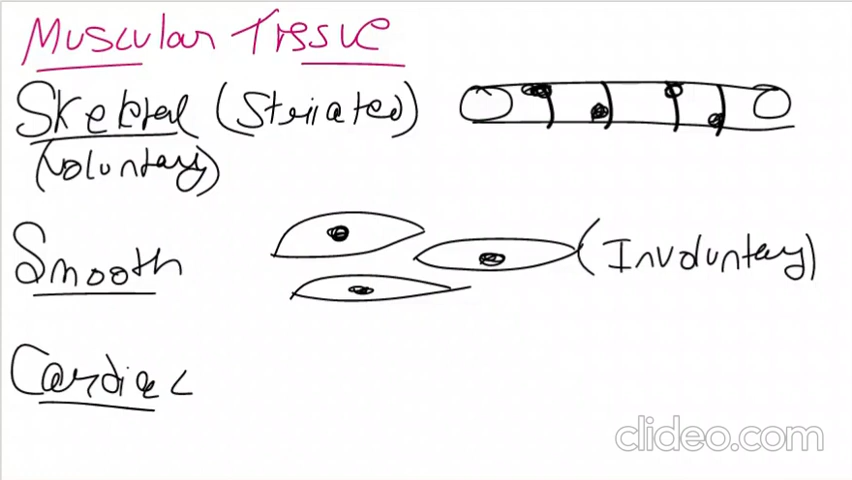 Muscular Tissue
Skeletal (Striated)
(Voluntary)
Smooth (Involuntary)
Cardiac
clideo.com